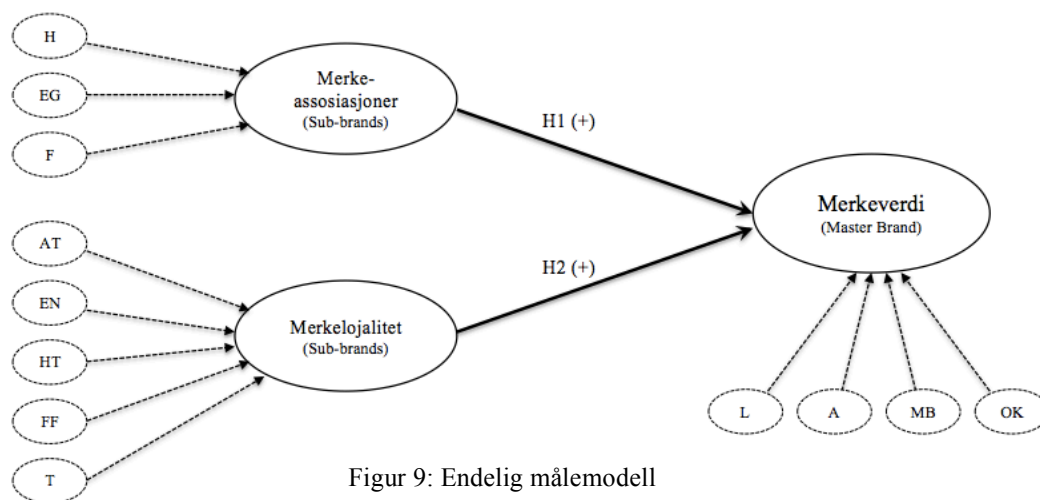 H
EG
F
Merke-
assosiasjoner
(Sub-brands)
H1 (+)
Merkeverdi
(Master Brand)
AT
EN
HT
FF
T
Merkelojalitet
(Sub-brands)
H2 (+)
L
A
MB
OK
Figur 9: Endelig målemodell